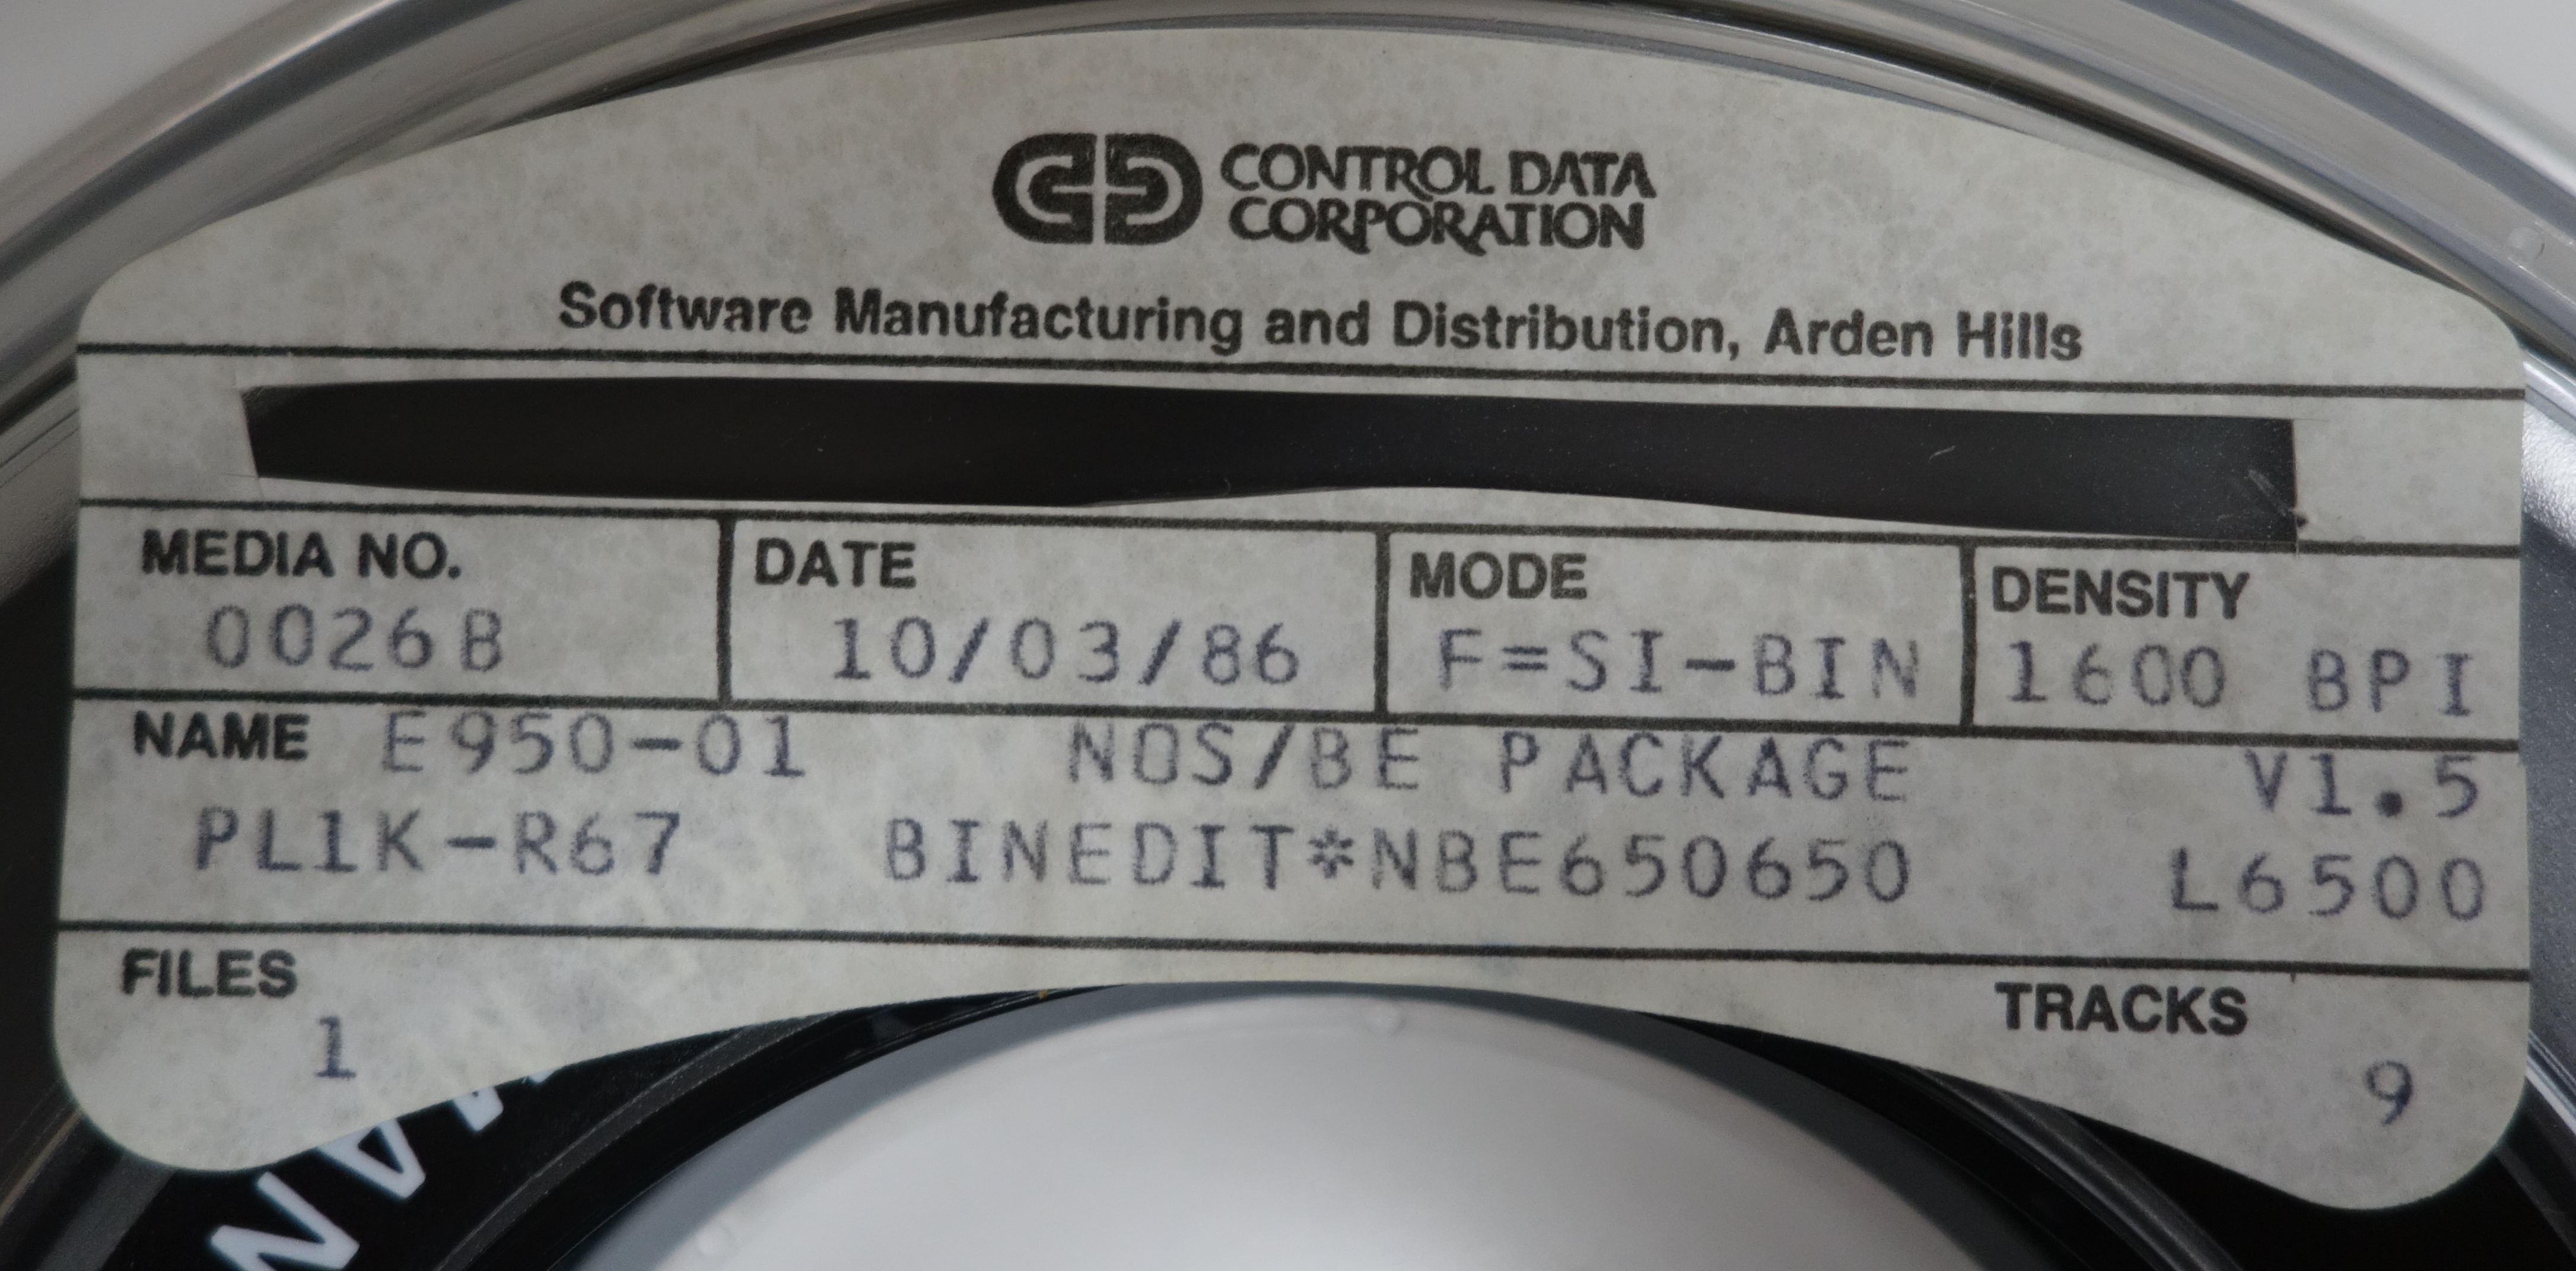 CONTROL DATA
CORPORATION
Software Manufacturing and Distribution, Arden Hills
MEDIA NO. DATE MODE DENSITY
0026B 10/03/86 F=SI-BIN 1600 BPI
NAME E950-01 NOS/BE PACKAGE V1.5
PL1K-R67 BINEDIT*NBE650650 L6500
FILES TRACKS
1 9